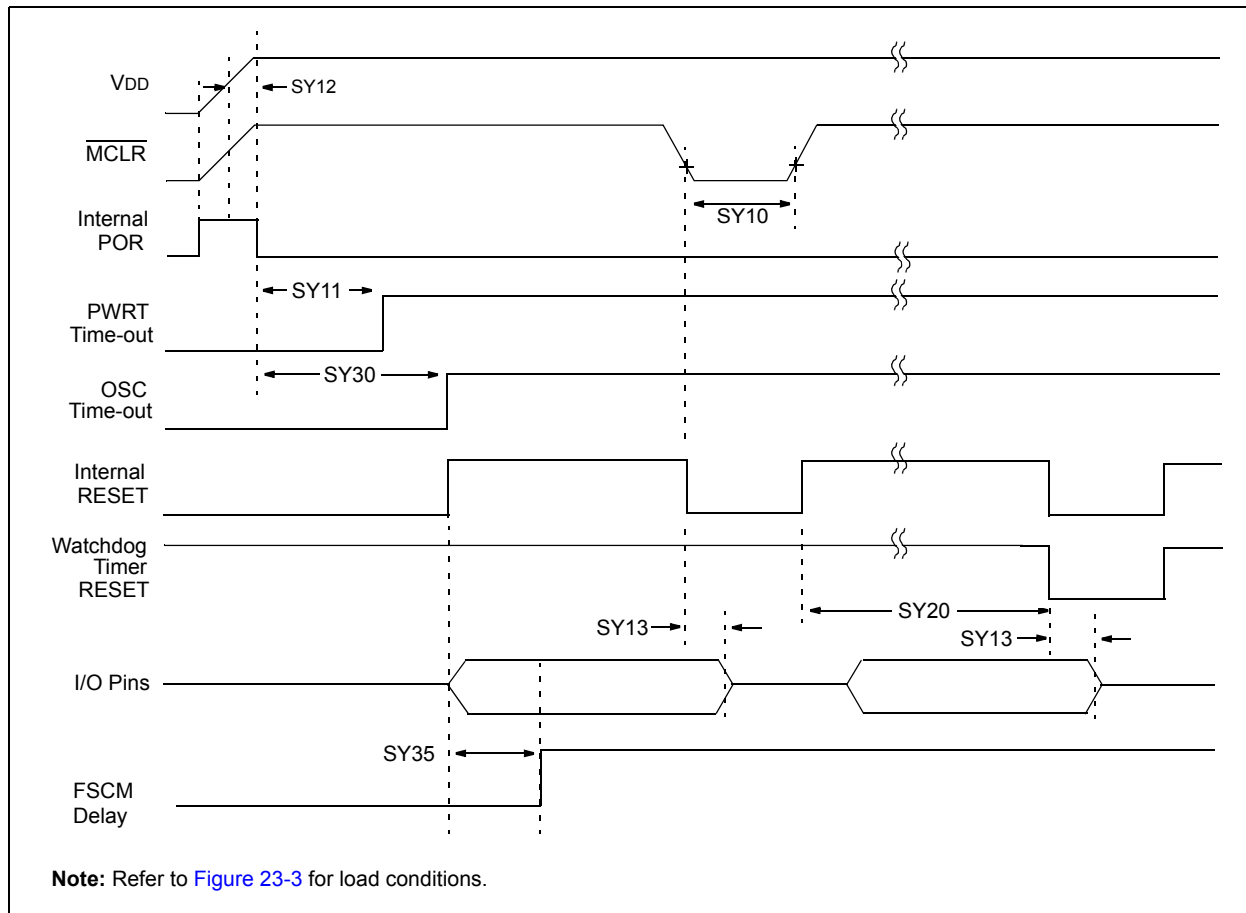 VDD
SY12
MCLR
SY10
Internal
POR
SY11
PWRT
Time-out
SY30
OSC
Time-out
Internal
RESET
Watchdog
Timer
RESET
SY20
SY13
SY13
I/O Pins
SY35
FSCM
Delay
Note: Refer to Figure 23-3 for load conditions.